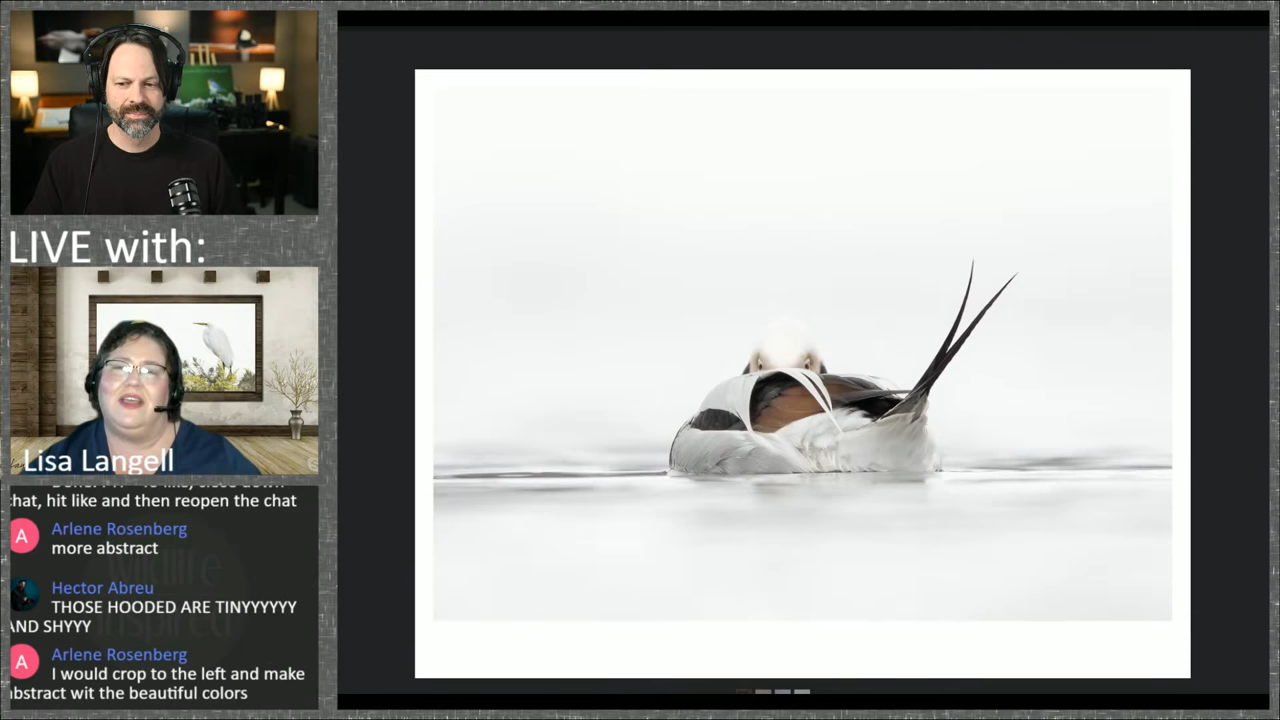 LIVE with:
Lisa Langell
chat, hit like and then reopen the chat
A Arlene Rosenberg
more abstract
Hector Abreu
THOSE HOODED ARE TINYYYYYY
AND SHYYY
A Arlene Rosenberg
I would crop to the left and make
abstract wit the beautiful colors
wildlife
inspired